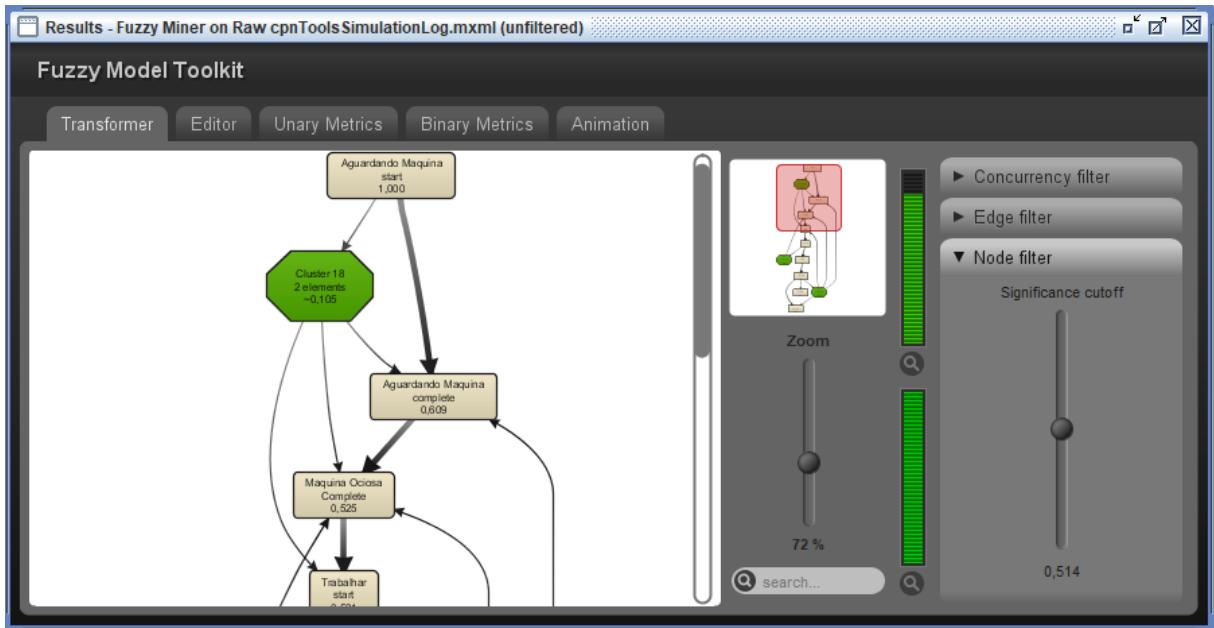 Results - Fuzzy Miner on Raw cpnToolsSimulationLog.mxml (unfiltered)
Fuzzy Model Toolkit
Transformer
Editor
Unary Metrics
Binary Metrics
Animation
Aguardando Maquina
start
1,000
Cluster 18
2 elements
~0,105
Aguardando Maquina
complete
0,609
Maquina Ociosa
Complete
0,525
Trabalhar
start
Zoom
72 %
search...
Concurrency filter
Edge filter
Node filter
Significance cutoff
0,514